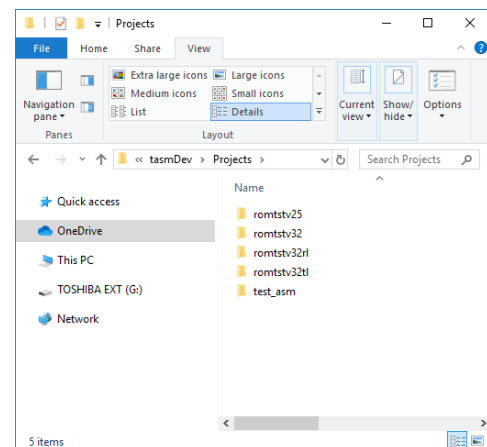 Projects
File Home Share View
Extra large icons Large icons
Medium icons Small icons
List Details
Navigation pane
Current view
Show/ hide
Options
Panes Layout
« tasmDev › Projects › Search Projects
Name
Quick access
OneDrive
This PC
TOSHIBA EXT (G:)
Network
romtstv25
romtstv32
romtstv32rl
romtstv32tl
test_asm
5 items